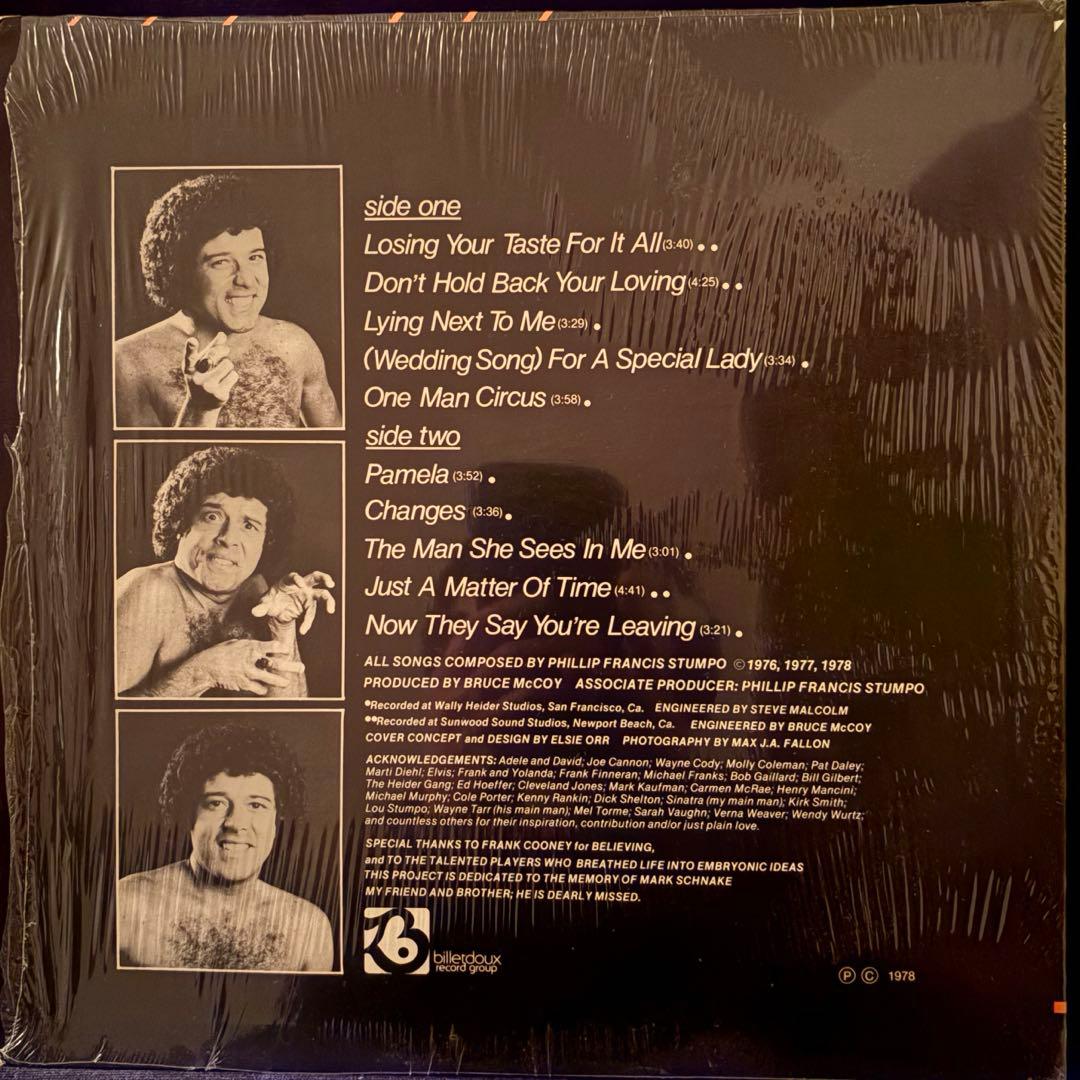 side one
Losing Your Taste For It All (3:40) ••
Don't Hold Back Your Loving (4:25) ••
Lying Next To Me (3:29) •
(Wedding Song) For A Special Lady (3:34) •
One Man Circus (3:58) •
side two
Pamela (3:52) •
Changes (3:36) •
The Man She Sees In Me (3:01) •
Just A Matter Of Time (4:41) ••
Now They Say You're Leaving (3:21) •
ALL SONGS COMPOSED BY PHILLIP FRANCIS STUMPO ©1976, 1977, 1978
PRODUCED BY BRUCE McCOY ASSOCIATE PRODUCER: PHILLIP FRANCIS STUMPO
•Recorded at Wally Heider Studios, San Francisco, Ca. ENGINEERED BY STEVE MALCOLM
••Recorded at Sunwood Sound Studios, Newport Beach, Ca. ENGINEERED BY BRUCE McCOY
COVER CONCEPT and DESIGN BY ELSIE ORR PHOTOGRAPHY BY MAX J.A. FALLON
ACKNOWLEDGEMENTS: Adele and David; Joe Cannon; Wayne Cody; Molly Coleman; Pat Daley;
Marti Diehl; Elvis; Frank and Yolanda; Frank Finneran; Michael Franks; Bob Gaillard; Bill Gilbert;
The Heider Gang; Ed Hoeffer; Cleveland Jones; Mark Kaufman; Carmen McRae; Henry Mancini;
Michael Murphy; Cole Porter; Kenny Rankin; Dick Shelton; Sinatra (my main man); Kirk Smith;
Lou Stumpo; Wayne Tarr (his main man); Mel Torme; Sarah Vaughn; Verna Weaver; Wendy Wurtz;
and countless others for their inspiration, contribution and/or just plain love.
SPECIAL THANKS TO FRANK COONEY for BELIEVING,
and TO THE TALENTED PLAYERS WHO BREATHED LIFE INTO EMBRYONIC IDEAS
THIS PROJECT IS DEDICATED TO THE MEMORY OF MARK SCHNAKE
MY FRIEND AND BROTHER; HE IS DEARLY MISSED.
billetdoux
record group
Ⓟ © 1978